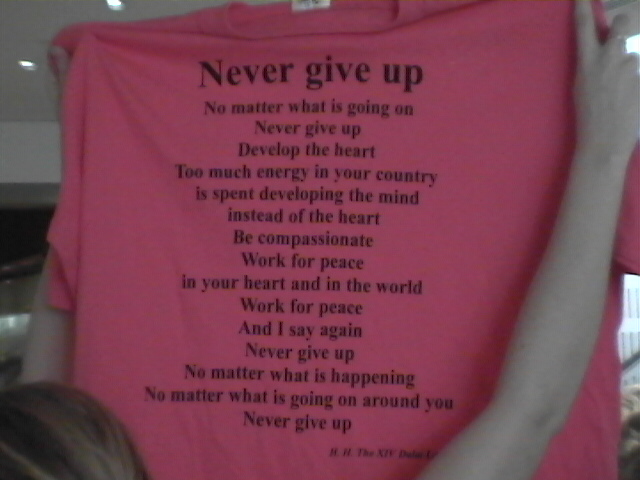 Never give up
No matter what is going on
Never give up
Develop the heart
Too much energy in your country
is spent developing the mind
instead of the heart
Be compassionate
Work for peace
in your heart and in the world
Work for peace
And I say again
Never give up
No matter what is happening
No matter what is going on around you
Never give up
H. H. The XIV